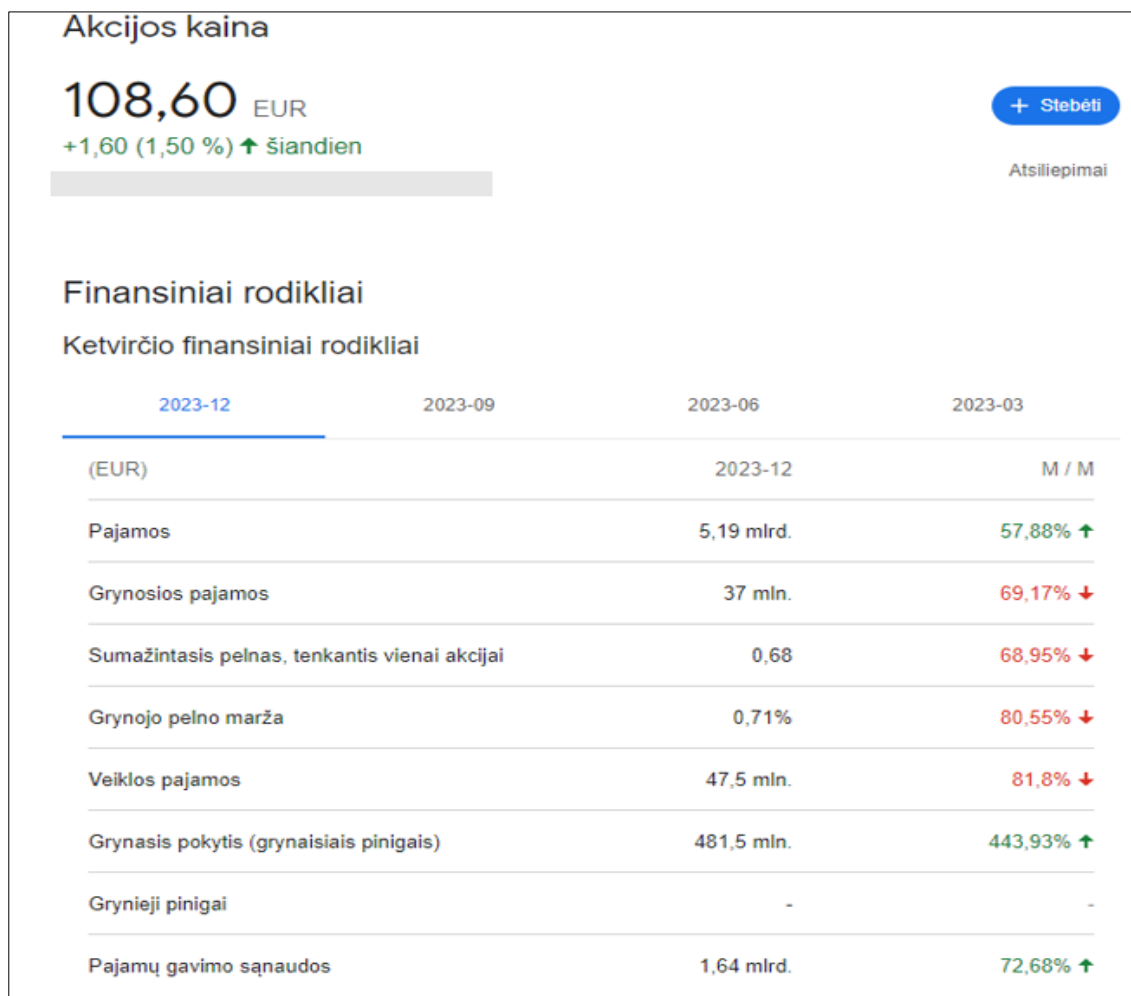 Akcijos kaina
108,60 EUR
+ Stebėti
+1,60 (1,50 %) ↑ šiandien
Atsiliepimai
Finansiniai rodikliai
Ketvirčio finansiniai rodikliai
2023-12 2023-09 2023-06 2023-03
(EUR) 2023-12 M / M
Pajamos 5,19 mlrd. 57,88% ↑
Grynosios pajamos 37 mln. 69,17% ↓
Sumažintasis pelnas, tenkantis vienai akcijai 0,68 68,95% ↓
Grynojo pelno marža 0,71% 80,55% ↓
Veiklos pajamos 47,5 mln. 81,8% ↓
Grynasis pokytis (grynaisiais pinigais) 481,5 mln. 443,93% ↑
Grynieji pinigai - -
Pajamų gavimo sąnaudos 1,64 mlrd. 72,68% ↑